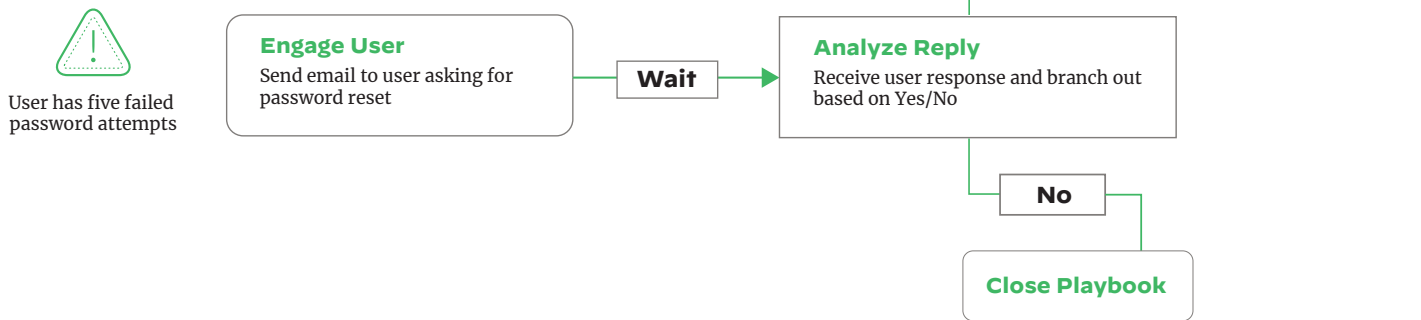 User has five failed
password attempts
Engage User
Send email to user asking for
password reset
Wait
Analyze Reply
Receive user response and branch out
based on Yes/No
No
Close Playbook